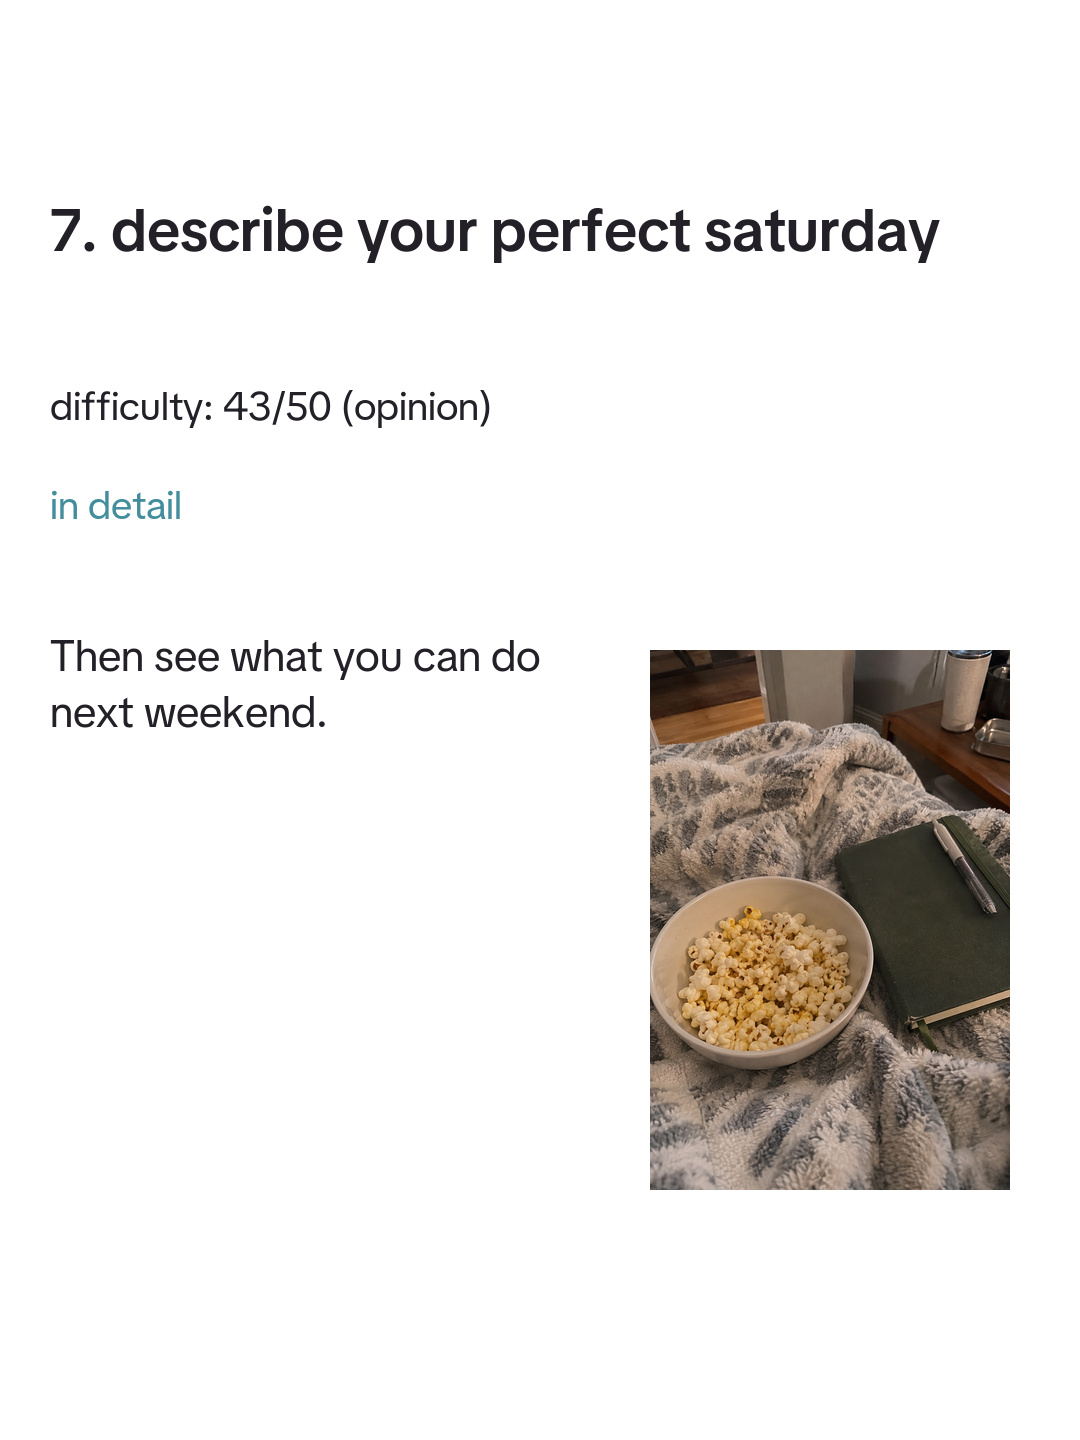 7. describe your perfect saturday
difficulty: 43/50 (opinion)
in detail
Then see what you can do
next weekend.